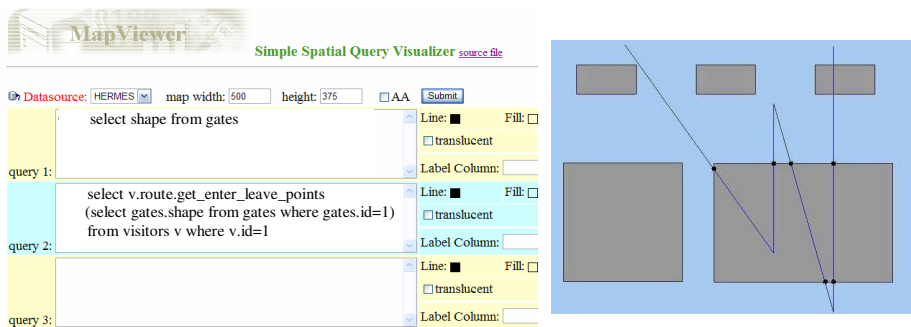 MapViewer
Simple Spatial Query Visualizer source file
Datasource: HERMES map width: 500 height: 375 AA Submit
select shape from gates
Line: Fill:
translucent
query 1:
Label Column:
select v.route.get_enter_leave_points
(select gates.shape from gates where gates.id=1)
from visitors v where v.id=1
Line: Fill:
translucent
query 2:
Label Column:
Line: Fill:
translucent
query 3:
Label Column: